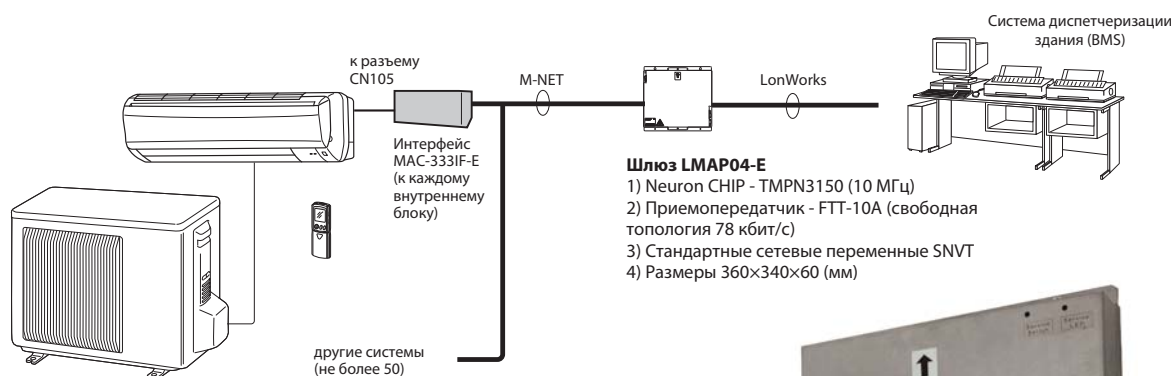 Система диспетчеризации
здания (BMS)
к разъему
CN105
M-NET
LonWorks
Интерфейс
MAC-333IF-E
(к каждому
внутреннему
блоку)
Шлюз LMAP04-E
1) Neuron CHIP - TMPN3150 (10 МГц)
2) Приемопередатчик - FTT-10A (свободная
топология 78 кбит/с)
3) Стандартные сетевые переменные SNVT
4) Размеры 360×340×60 (мм)
другие системы
(не более 50)